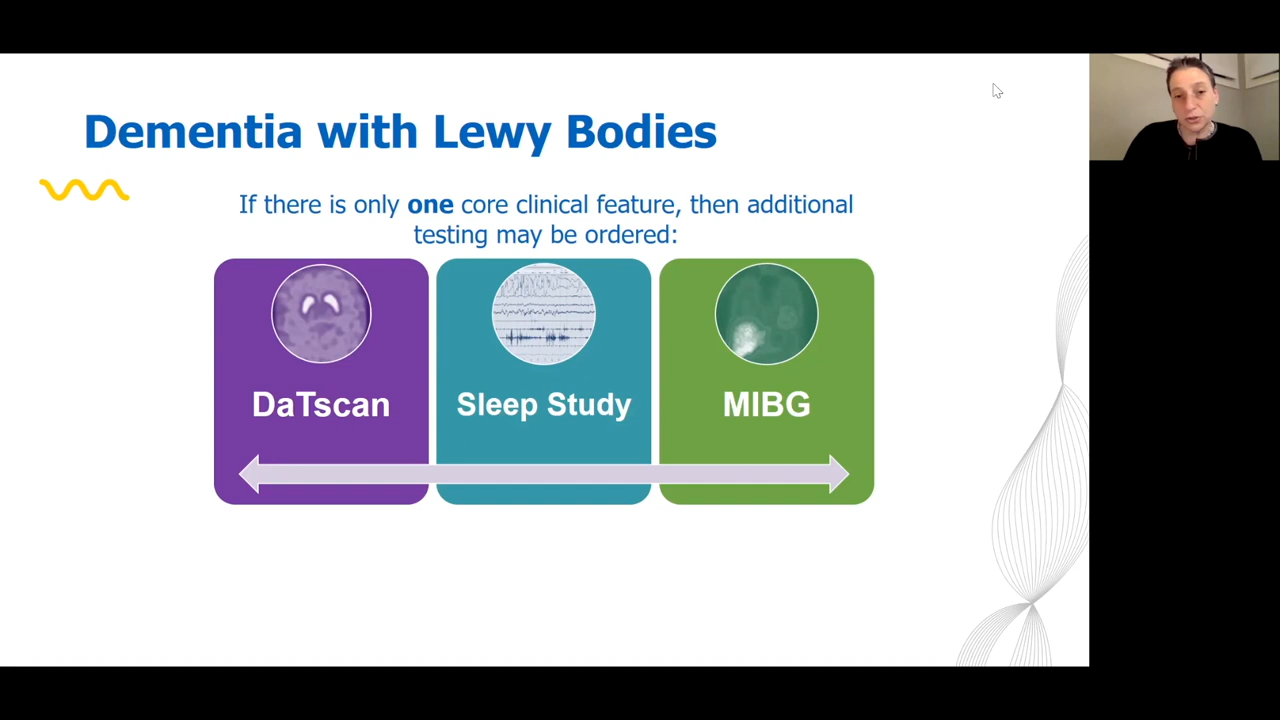 Dementia with Lewy Bodies
If there is only one core clinical feature, then additional
testing may be ordered:
DaTscan
Sleep Study
MIBG